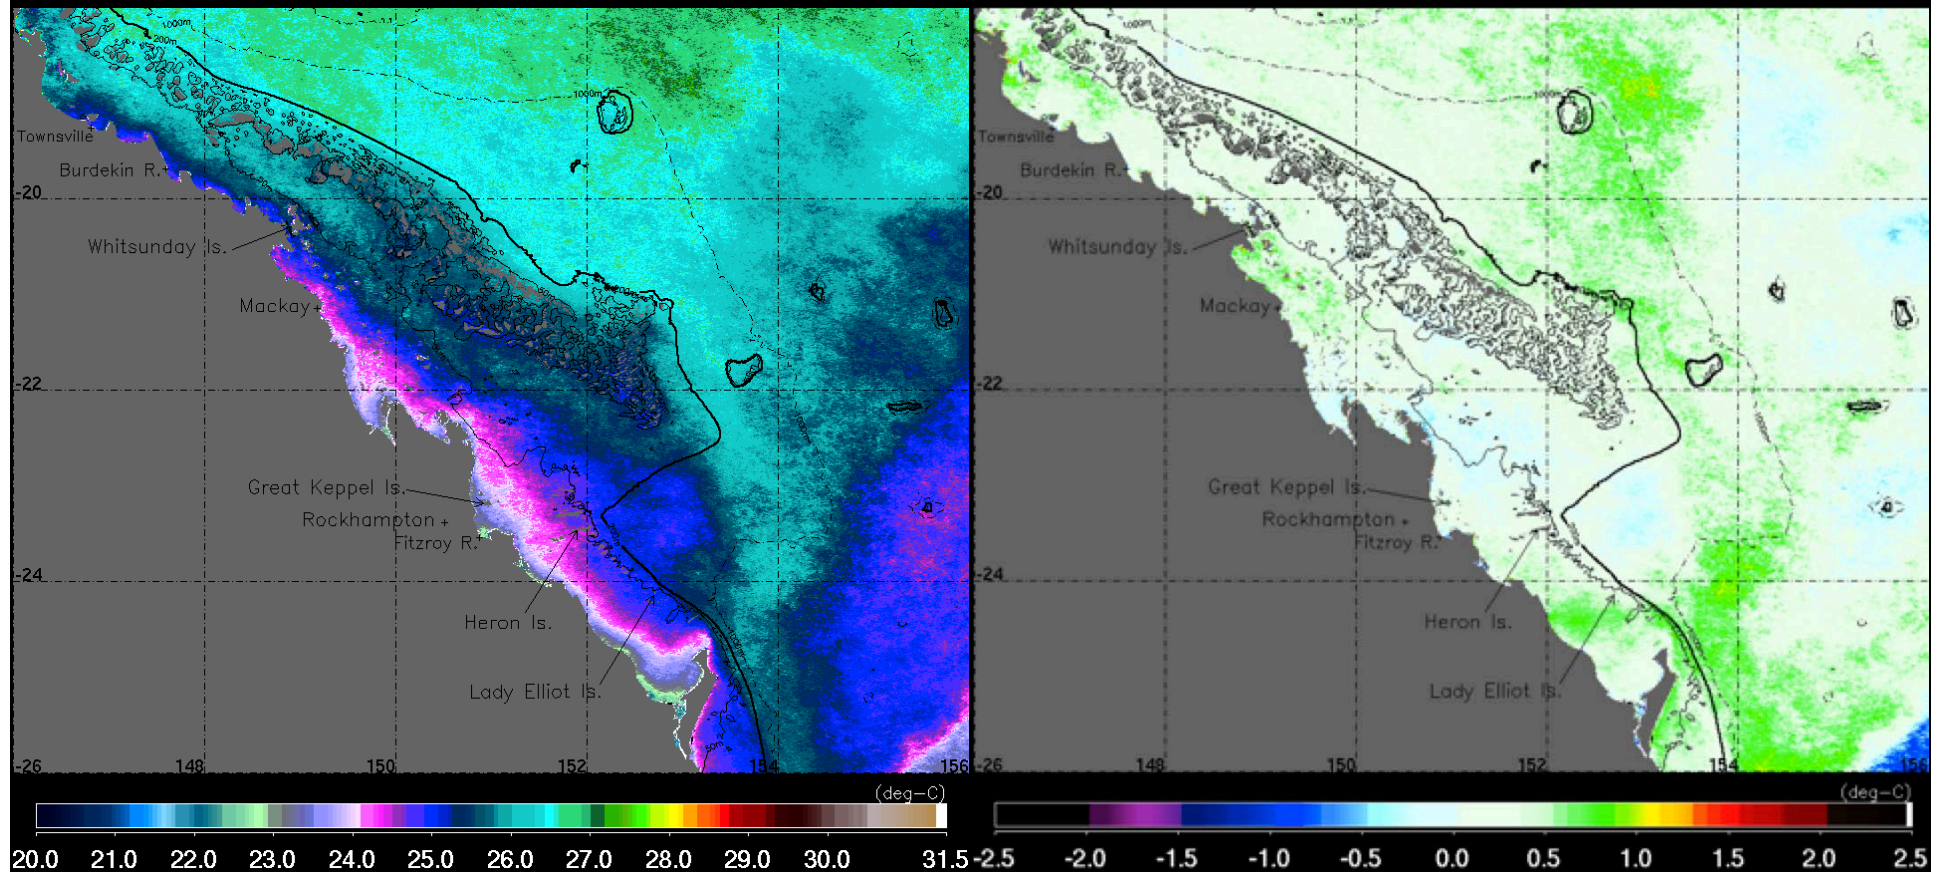 1000m
200m
1000m
Townsville
Burdekin R.
-20
Whitsunday Is.
Mackay
-22
Great Keppel Is.
Rockhampton
Fitzroy R.
-24
Heron Is.
Lady Elliot Is.
-26
148
150
152
154
156
(deg-C)
20.0 21.0 22.0 23.0 24.0 25.0 26.0 27.0 28.0 29.0 30.0 31.5
1000m
1000m
Townsville
Burdekin R.
-20
Whitsunday Is.
Mackay
-22
Great Keppel Is.
Rockhampton
Fitzroy R.
-24
Heron Is.
Lady Elliot Is.
-26
148
150
152
154
156
(deg-C)
-2.5 -2.0 -1.5 -1.0 -0.5 0.0 0.5 1.0 1.5 2.0 2.5